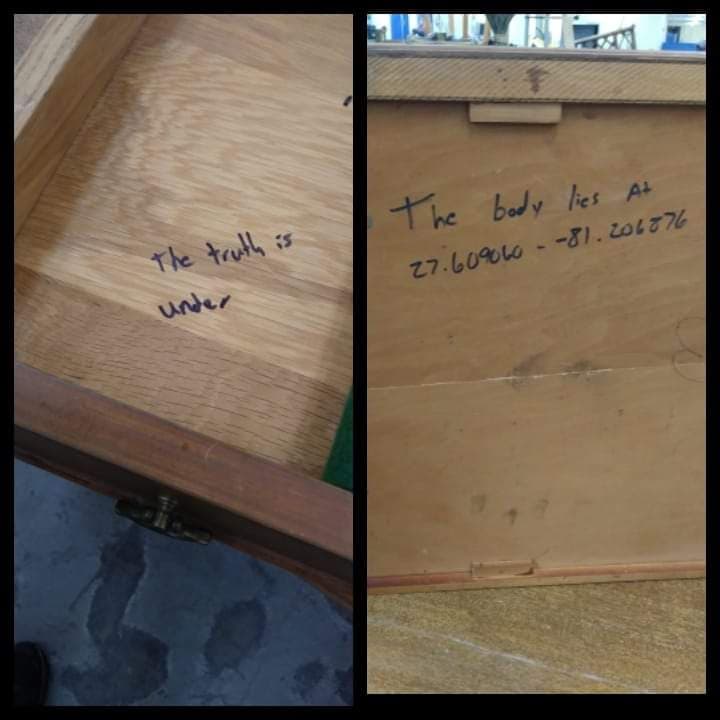 The truth is
under
The body lies At
27.609060 - -81.206876